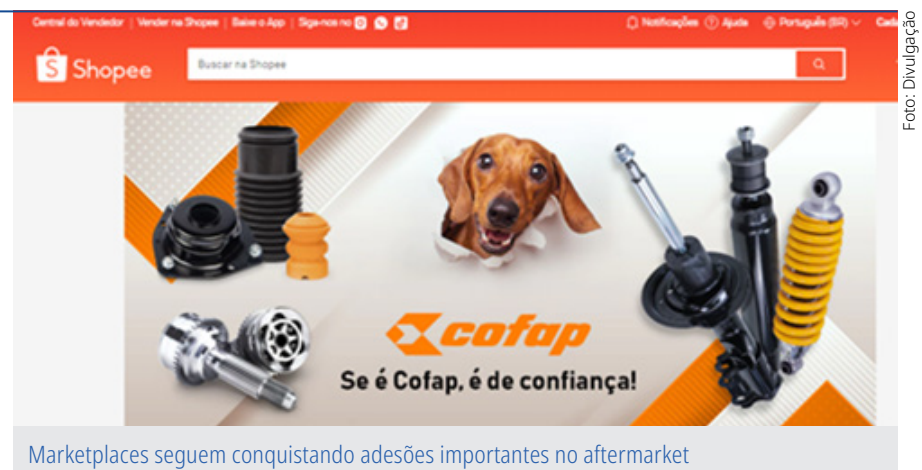 Central do Vendedor | Vender na Shopee | Baixe o App | Siga-nos no
Notificações Ajuda Português (BR)
Shopee
Buscar na Shopee
Foto: Divulgação
cofap
Se é Cofap, é de confiança!
Marketplaces seguem conquistando adesões importantes no aftermarket